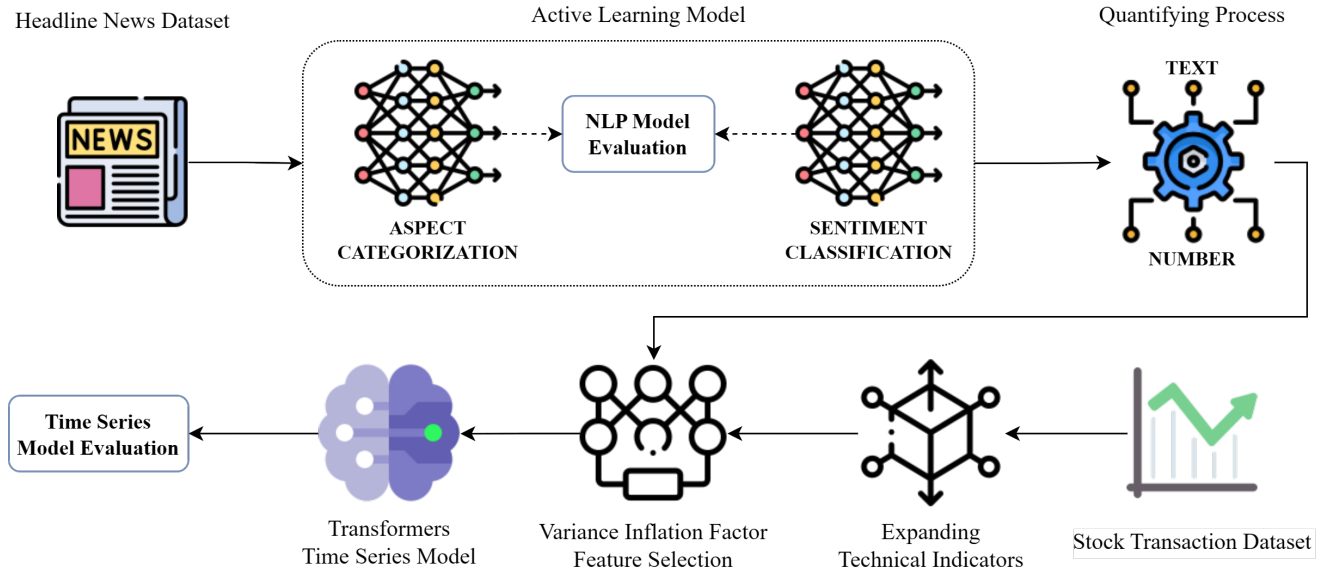 Headline News Dataset
Active Learning Model
Quantifying Process
NEWS
ASPECT
CATEGORIZATION
NLP Model
Evaluation
SENTIMENT
CLASSIFICATION
TEXT
NUMBER
Time Series
Model Evaluation
Transformers
Time Series Model
Variance Inflation Factor
Feature Selection
Expanding
Technical Indicators
Stock Transaction Dataset